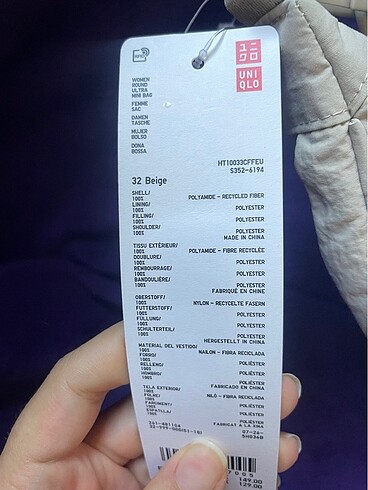 ユニ
クロ
UNI
QLO
WOMEN
ROUND
ULTRA
MINI BAG
FEMME
SAC
DAMEN
TASCHE
MUJER
BOLSO
DONA
BOSSA
HT10033CFFEU
S352-6194
32 Beige
SHELL/
100% POLYAMIDE - RECYCLED FIBER
LINING/
100% POLYESTER
FILLING/
100% POLYESTER
SHOULDER/
100% POLYESTER
MADE IN CHINA
TISSU EXTÉRIEUR/
100% POLYAMIDE - FIBRE RECYCLÉE
DOUBLURE/
100% POLYESTER
REMBOURRAGE/
100% POLYESTER
BANDOULIÈRE/
100% POLYESTER
FABRIQUÉ EN CHINE
OBERSTOFF/
100% NYLON - RECYCELTE FASERN
FUTTERSTOFF/
100% POLYESTER
FÜLLUNG/
100% POLYESTER
SCHULTERTEIL/
100% POLYESTER
HERGESTELLT IN CHINA
MATERIAL DEL VESTIDO/
100% NAILON - FIBRA RECICLADA
FORRO/
100% POLIÉSTER
RELLENO/
100% POLIÉSTER
HOMBRO/
100% POLIÉSTER
FABRICADO EN CHINA
TELA EXTERIOR/
100% NILÓ - FIBRA RECICLADA
FOLRE/
100% POLIÈSTER
FARCIMENT/
100% POLIÈSTER
ESPATLLA/
100% POLIÈSTER
FABRICAT A LA XINA
149.00
129.00